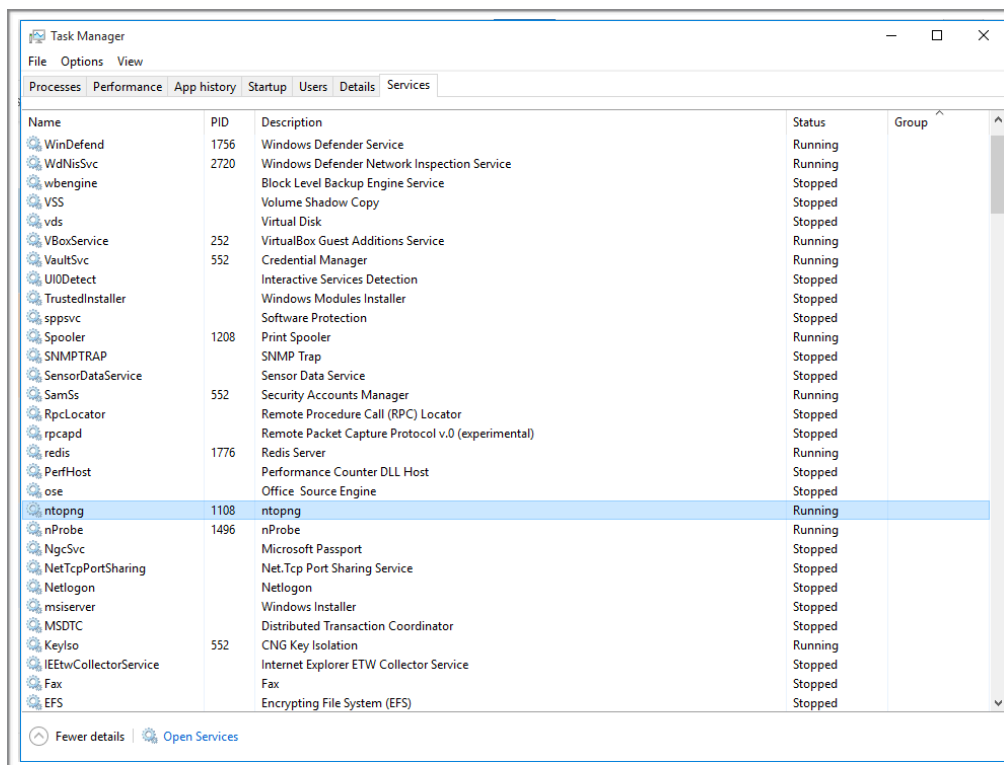 Task Manager
File Options View
Processes Performance App history Startup Users Details Services
Name PID Description Status Group
WinDefend 1756 Windows Defender Service Running
WdNisSvc 2720 Windows Defender Network Inspection Service Running
wbengine Block Level Backup Engine Service Stopped
VSS Volume Shadow Copy Stopped
vds Virtual Disk Stopped
VBoxService 252 VirtualBox Guest Additions Service Running
VaultSvc 552 Credential Manager Running
UI0Detect Interactive Services Detection Stopped
TrustedInstaller Windows Modules Installer Stopped
sppsvc Software Protection Stopped
Spooler 1208 Print Spooler Running
SNMPTRAP SNMP Trap Stopped
SensorDataService Sensor Data Service Stopped
SamSs 552 Security Accounts Manager Running
RpcLocator Remote Procedure Call (RPC) Locator Stopped
rpcapd Remote Packet Capture Protocol v.0 (experimental) Stopped
redis 1776 Redis Server Running
PerfHost Performance Counter DLL Host Stopped
ose Office  Source Engine Stopped
ntopng 1108 ntopng Running
nProbe 1496 nProbe Running
NgcSvc Microsoft Passport Stopped
NetTcpPortSharing Net.Tcp Port Sharing Service Stopped
Netlogon Netlogon Stopped
msiserver Windows Installer Stopped
MSDTC Distributed Transaction Coordinator Stopped
KeyIso 552 CNG Key Isolation Running
IEEtwCollectorService Internet Explorer ETW Collector Service Stopped
Fax Fax Stopped
EFS Encrypting File System (EFS) Stopped
Fewer details Open Services